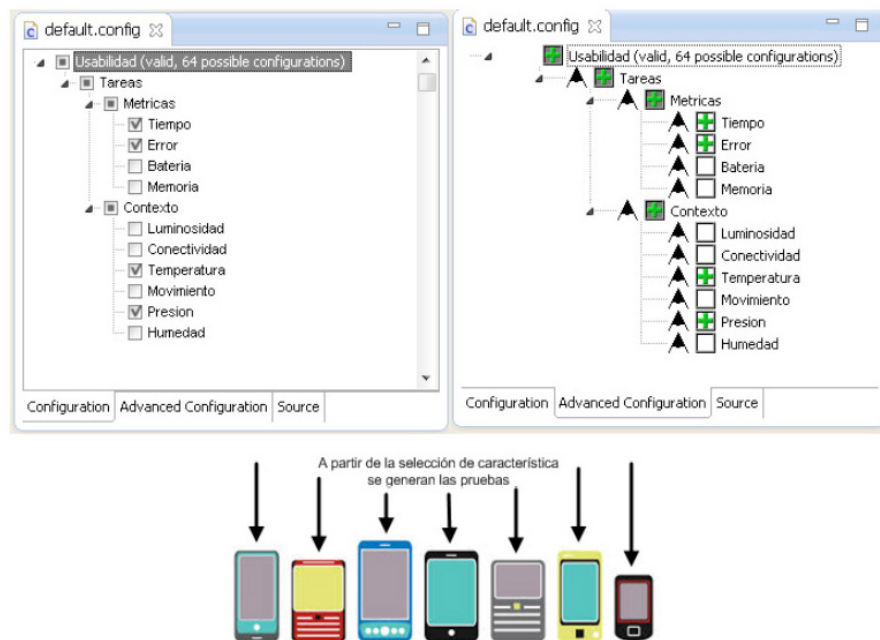 default.config
Usabilidad (valid, 64 possible configurations)
Tareas
Metricas
Tiempo
Error
Bateria
Memoria
Contexto
Luminosidad
Conectividad
Temperatura
Movimiento
Presion
Humedad
Configuration Advanced Configuration Source
default.config
Usabilidad (valid, 64 possible configurations)
Tareas
Metricas
Tiempo
Error
Bateria
Memoria
Contexto
Luminosidad
Conectividad
Temperatura
Movimiento
Presion
Humedad
Configuration Advanced Configuration Source
A partir de la selección de característica
se generan las pruebas